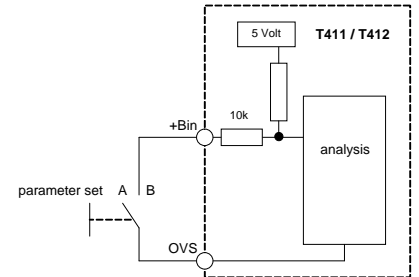 5 Volt
T411 / T412
+Bin
10k
analysis
parameter set A B
OVS